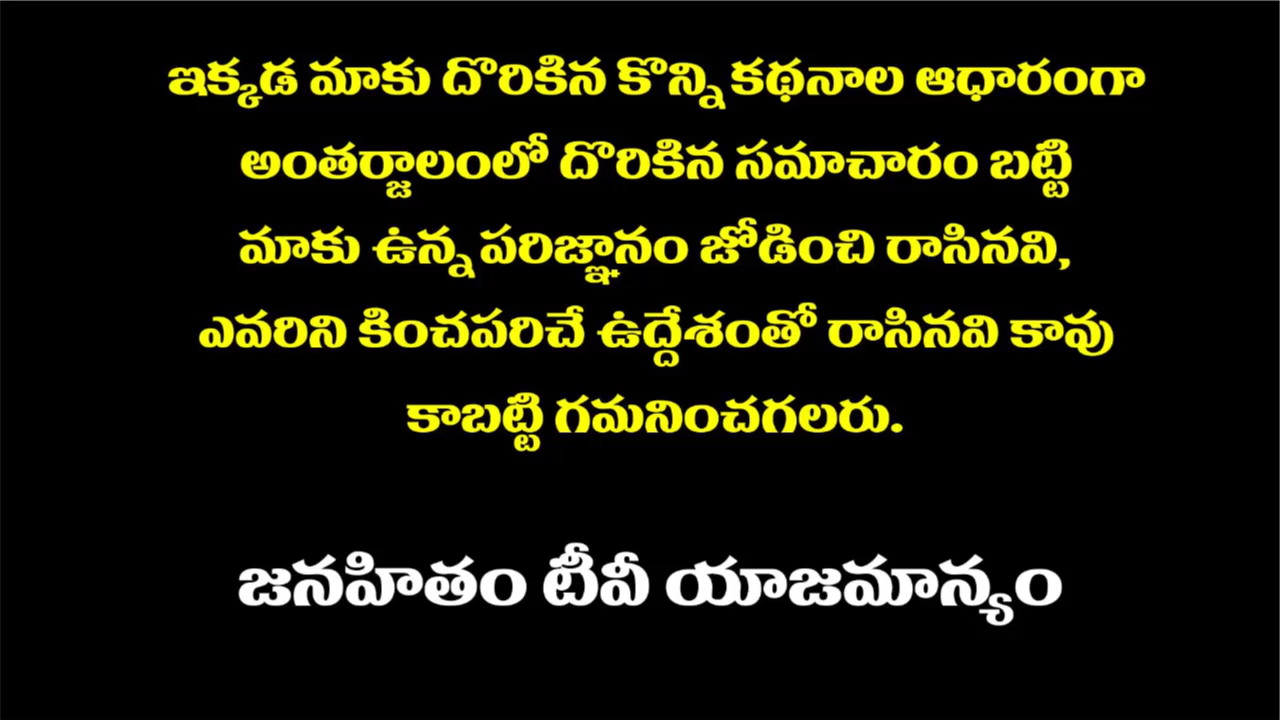 ఇక్కడ మాకు దొరికిన కొన్ని కథనాల ఆధారంగా
అంతర్జాలంలో దొరికిన సమాచారం బట్టి
మాకు ఉన్న పరిజ్ఞానం జోడించి రాసినవి,
ఎవరిని కించపరిచే ఉద్దేశంతో రాసినవి కావు
కాబట్టి గమనించగలరు.
జనహితం టీవీ యాజమాన్యం